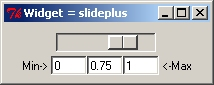 Widget = slideplus
Min-> 0 0.75 1 <-Max